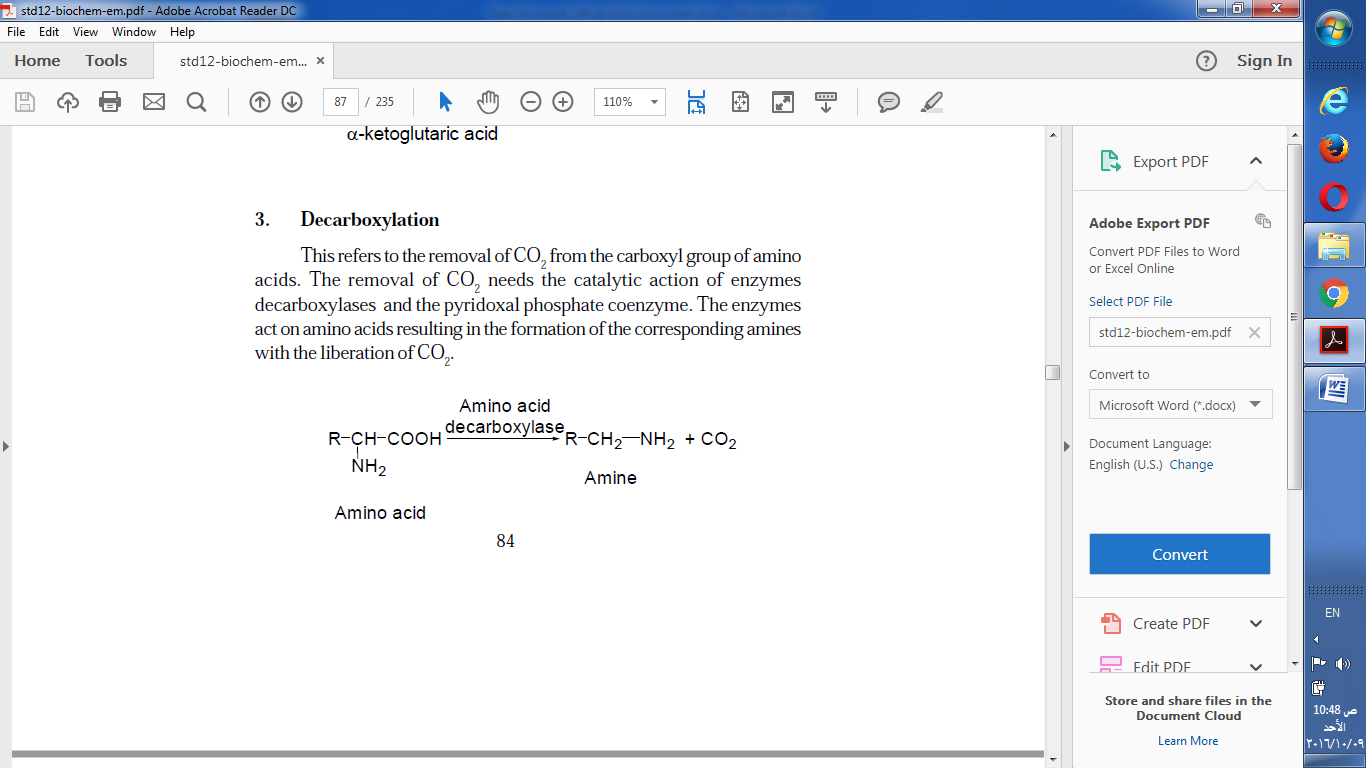 std12-biochem-em.pdf - Adobe Acrobat Reader DC
File Edit View Window Help
Home Tools std12-biochem-em... × Sign In
87 / 235 110%
α-ketoglutaric acid
3. Decarboxylation
This refers to the removal of CO2 from the carboxyl group of amino
acids. The removal of CO2 needs the catalytic action of enzymes
decarboxylases and the pyridoxal phosphate coenzyme. The enzymes
act on amino acids resulting in the formation of the corresponding amines
with the liberation of CO2.
Amino acid
decarboxylase
R–CH–COOH R–CH2–NH2 + CO2
NH2
Amine
Amino acid
84
Export PDF
Adobe Export PDF
Convert PDF Files to Word
or Excel Online
Select PDF File
std12-biochem-em.pdf
Convert to
Microsoft Word (*.docx)
Document Language:
English (U.S.) Change
Convert
Create PDF
Edit PDF
Store and share files in the
Document Cloud
Learn More
EN
10:48 ص
الأحد
٢٠١٦/١٠/٠٩